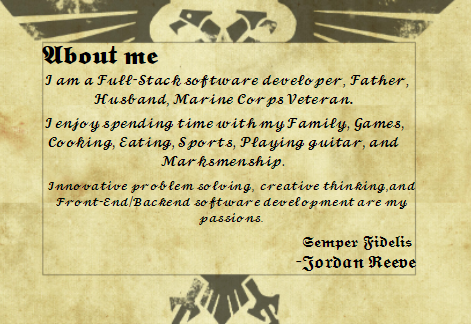 About me
I am a Full-Stack software developer, Father,
Husband, Marine Corps Veteran.
I enjoy spending time with my Family, Games,
Cooking, Eating, Sports, Playing guitar, and
Marksmenship.
Innovative problem solving, creative thinking,and
Front-End/Backend software development are my
passions.
Semper Fidelis
-Jordan Reeve